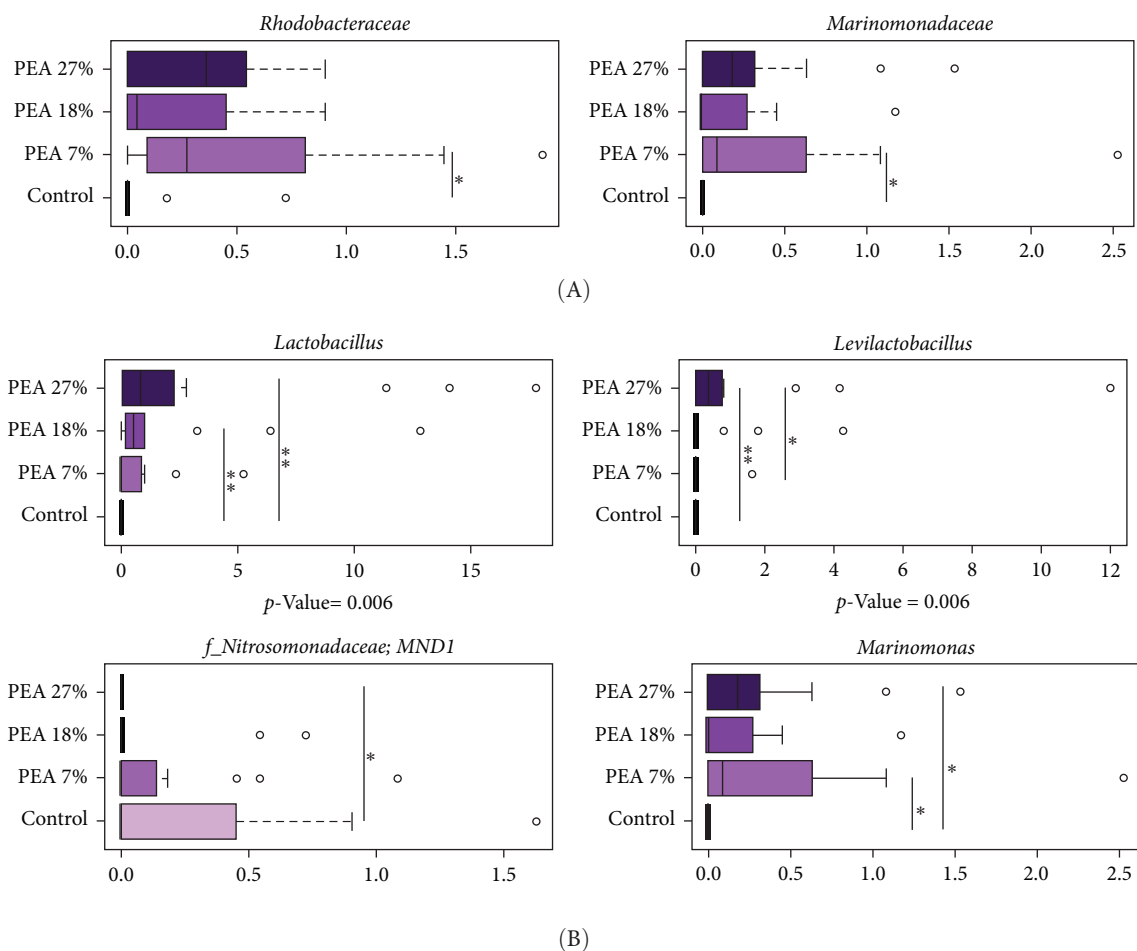 Rhodobacteraceae
PEA 27%
PEA 18%
PEA 7%
Control
*
0.0 0.5 1.0 1.5
Marinomonadaceae
PEA 27%
PEA 18%
PEA 7%
Control
*
0.0 0.5 1.0 1.5 2.0 2.5
(A)
Lactobacillus
PEA 27%
PEA 18%
PEA 7%
Control
**
**
0 5 10 15
p-Value= 0.006
Levilactobacillus
PEA 27%
PEA 18%
PEA 7%
Control
**
*
0 2 4 6 8 10 12
p-Value = 0.006
f_Nitrosomonadaceae; MND1
PEA 27%
PEA 18%
PEA 7%
Control
*
0.0 0.5 1.0 1.5
Marinomonas
PEA 27%
PEA 18%
PEA 7%
Control
*
*
0.0 0.5 1.0 1.5 2.0 2.5
(B)